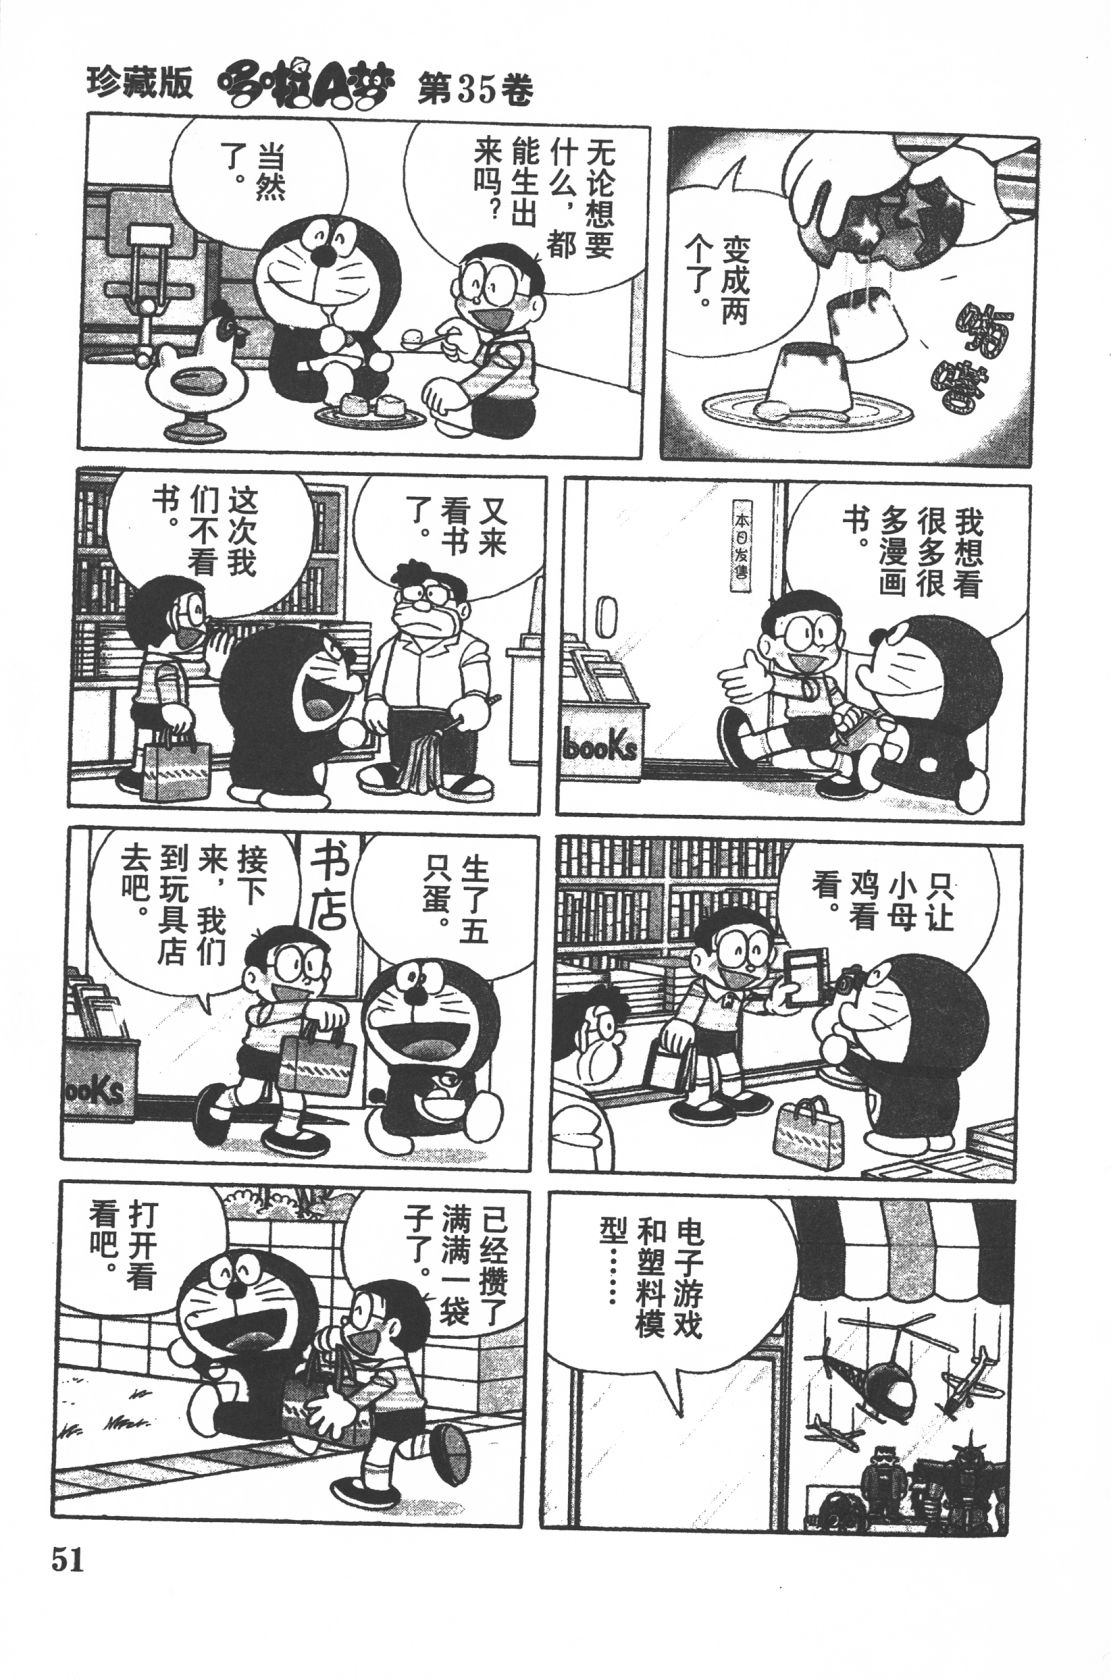 珍藏版 哆啦A梦 第35卷
变成两
个了。
啪
嚓
无论想要
什么，都
能生出
来吗？
当然
了。
我想看
很多很
多漫画
书。
本日发售
books
又来
看书
了。
这次我
们不看
书。
只让
小母
鸡看
看。
生了五
只蛋。
书店
接下
来，我们
到玩具店
去吧。
ooks
电子游戏
和塑料模
型……
已经攒了
满满一袋
子了。
打开看
看吧。
51